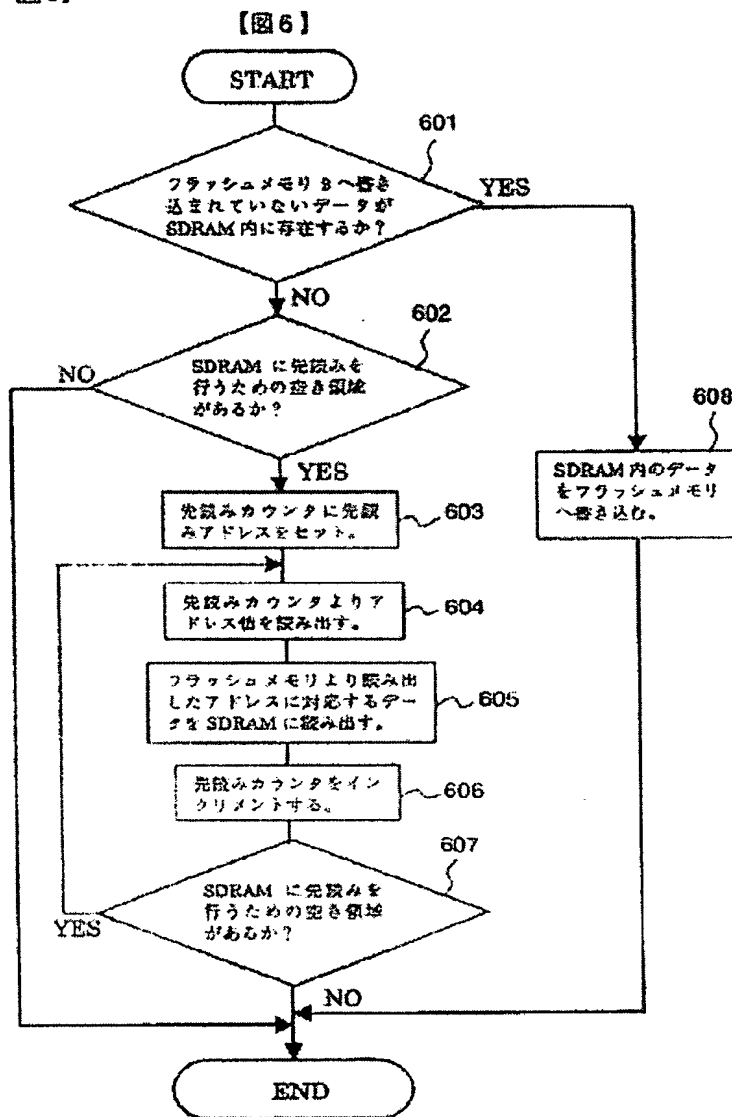 【図6】
START
601
フラッシュメモリBへ書き
込まれていないデータが
SDRAM内に存在するか?
YES
NO
602
SDRAMに先読みを
行うための空き領域
があるか?
NO
YES
608
SDRAM内のデータ
をフラッシュメモリ
へ書き込む。
先読みカウンタに先読
みアドレスをセット。
603
先読みカウンタよりア
ドレス値を読み出す。
604
フラッシュメモリより読み出
したアドレスに対応するデー
タをSDRAMに読み出す。
605
先読みカウンタをイン
クリメントする。
606
607
SDRAMに先読みを
行うための空き領域
があるか?
YES
NO
END